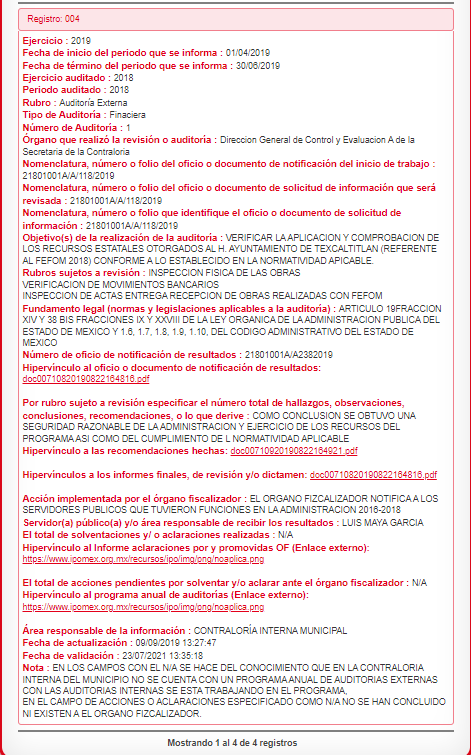 Registro: 004
Ejercicio : 2019
Fecha de inicio del periodo que se informa : 01/04/2019
Fecha de término del periodo que se informa : 30/06/2019
Ejercicio auditado : 2018
Periodo auditado : 2018
Rubro : Auditoría Externa
Tipo de Auditoría : Finaciera
Número de Auditoría : 1
Órgano que realizó la revisión o auditoría : Direccion General de Control y Evaluacion A de la
Secretaria de la Contraloria
Nomenclatura, número o folio del oficio o documento de notificación del inicio de trabajo :
21801001A/A/118/2019
Nomenclatura, número o folio del oficio o documento de solicitud de información que será
revisada : 21801001A/A/118/2019
Nomenclatura, número o folio que identifique el oficio o documento de solicitud de
información : 21801001A/A/118/2019
Objetivo(s) de la realización de la auditoría : VERIFICAR LA APLICACION Y COMPROBACION DE
LOS RECURSOS ESTATALES OTORGADOS AL H. AYUNTAMIENTO DE TEXCALTITLAN (REFERENTE
AL FEFOM 2018) CONFORME A LO ESTABLECIDO EN LA NORMATIVIDAD APICABLE.
Rubros sujetos a revisión : INSPECCION FISICA DE LAS OBRAS
VERIFICACION DE MOVIMIENTOS BANCARIOS
INSPECCION DE ACTAS ENTREGA RECEPCION DE OBRAS REALIZADAS CON FEFOM
Fundamento legal (normas y legislaciones aplicables a la auditoría) : ARTICULO 19FRACCION
XIV Y 38 BIS FRACCIONES IX Y XXVIII DE LA LEY ORGANICA DE LA ADMINISTRACION PUBLICA DEL
ESTADO DE MEXICO Y 1.6, 1.7, 1.8, 1.9, 1.10, DEL CODIGO ADMINISTRATIVO DEL ESTADO DE
MEXICO
Número de oficio de notificación de resultados : 21801001A/A2382019
Hipervínculo al oficio o documento de notificación de resultados:
doc00710820190822164816.pdf
Por rubro sujeto a revisión especificar el número total de hallazgos, observaciones,
conclusiones, recomendaciones, o lo que derive : COMO CONCLUSION SE OBTUVO UNA
SEGURIDAD RAZONABLE DE LA ADMINISTRACION Y EJERCICIO DE LOS RECURSOS DEL
PROGRAMA ASI COMO DEL CUMPLIMIENTO DE L NORMATIVIDAD APLICABLE
Hipervínculo a las recomendaciones hechas: doc00710920190822164921.pdf
Hipervínculos a los informes finales, de revisión y/o dictamen: doc00710820190822164816.pdf
Acción implementada por el órgano fiscalizador : EL ORGANO FIZCALIZADOR NOTIFICA A LOS
SERVIDORES PUBLICOS QUE TUVIERON FUNCIONES EN LA ADMINISTRACION 2016-2018
Servidor(a) público(a) y/o área responsable de recibir los resultados : LUIS MAYA GARCIA
El total de solventaciones y/ o aclaraciones realizadas : N/A
Hipervínculo al Informe aclaraciones por y promovidas OF (Enlace externo):
https://www.ipomex.org.mx/recursos/ipo/img/png/noaplica.png
El total de acciones pendientes por solventar y/o aclarar ante el órgano fiscalizador : N/A
Hipervínculo al programa anual de auditorías (Enlace externo):
https://www.ipomex.org.mx/recursos/ipo/img/png/noaplica.png
Área responsable de la información : CONTRALORÍA INTERNA MUNICIPAL
Fecha de actualización : 09/09/2019 13:27:47
Fecha de validación : 23/07/2021 13:35:18
Nota : EN LOS CAMPOS CON EL N/A SE HACE DEL CONOCIMIENTO QUE EN LA CONTRALORIA
INTERNA DEL MUNICIPIO NO SE CUENTA CON UN PROGRAMA ANUAL DE AUDITORIAS EXTERNAS
CON LAS AUDITORIAS INTERNAS SE ESTA TRABAJANDO EN EL PROGRAMA,
EN EL CAMPO DE ACCIONES O ACLARACIONES ESPECIFICADO COMO N/A NO SE HAN CONCLUIDO
NI EXISTEN A EL ORGANO FIZCALIZADOR.
Mostrando 1 al 4 de 4 registros